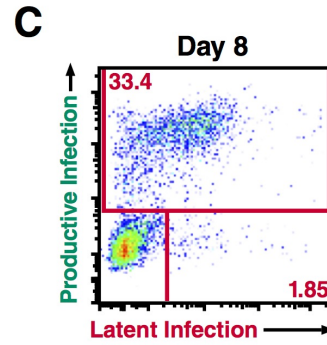 C
Day 8
33.4
Productive Infection
1.85
Latent Infection